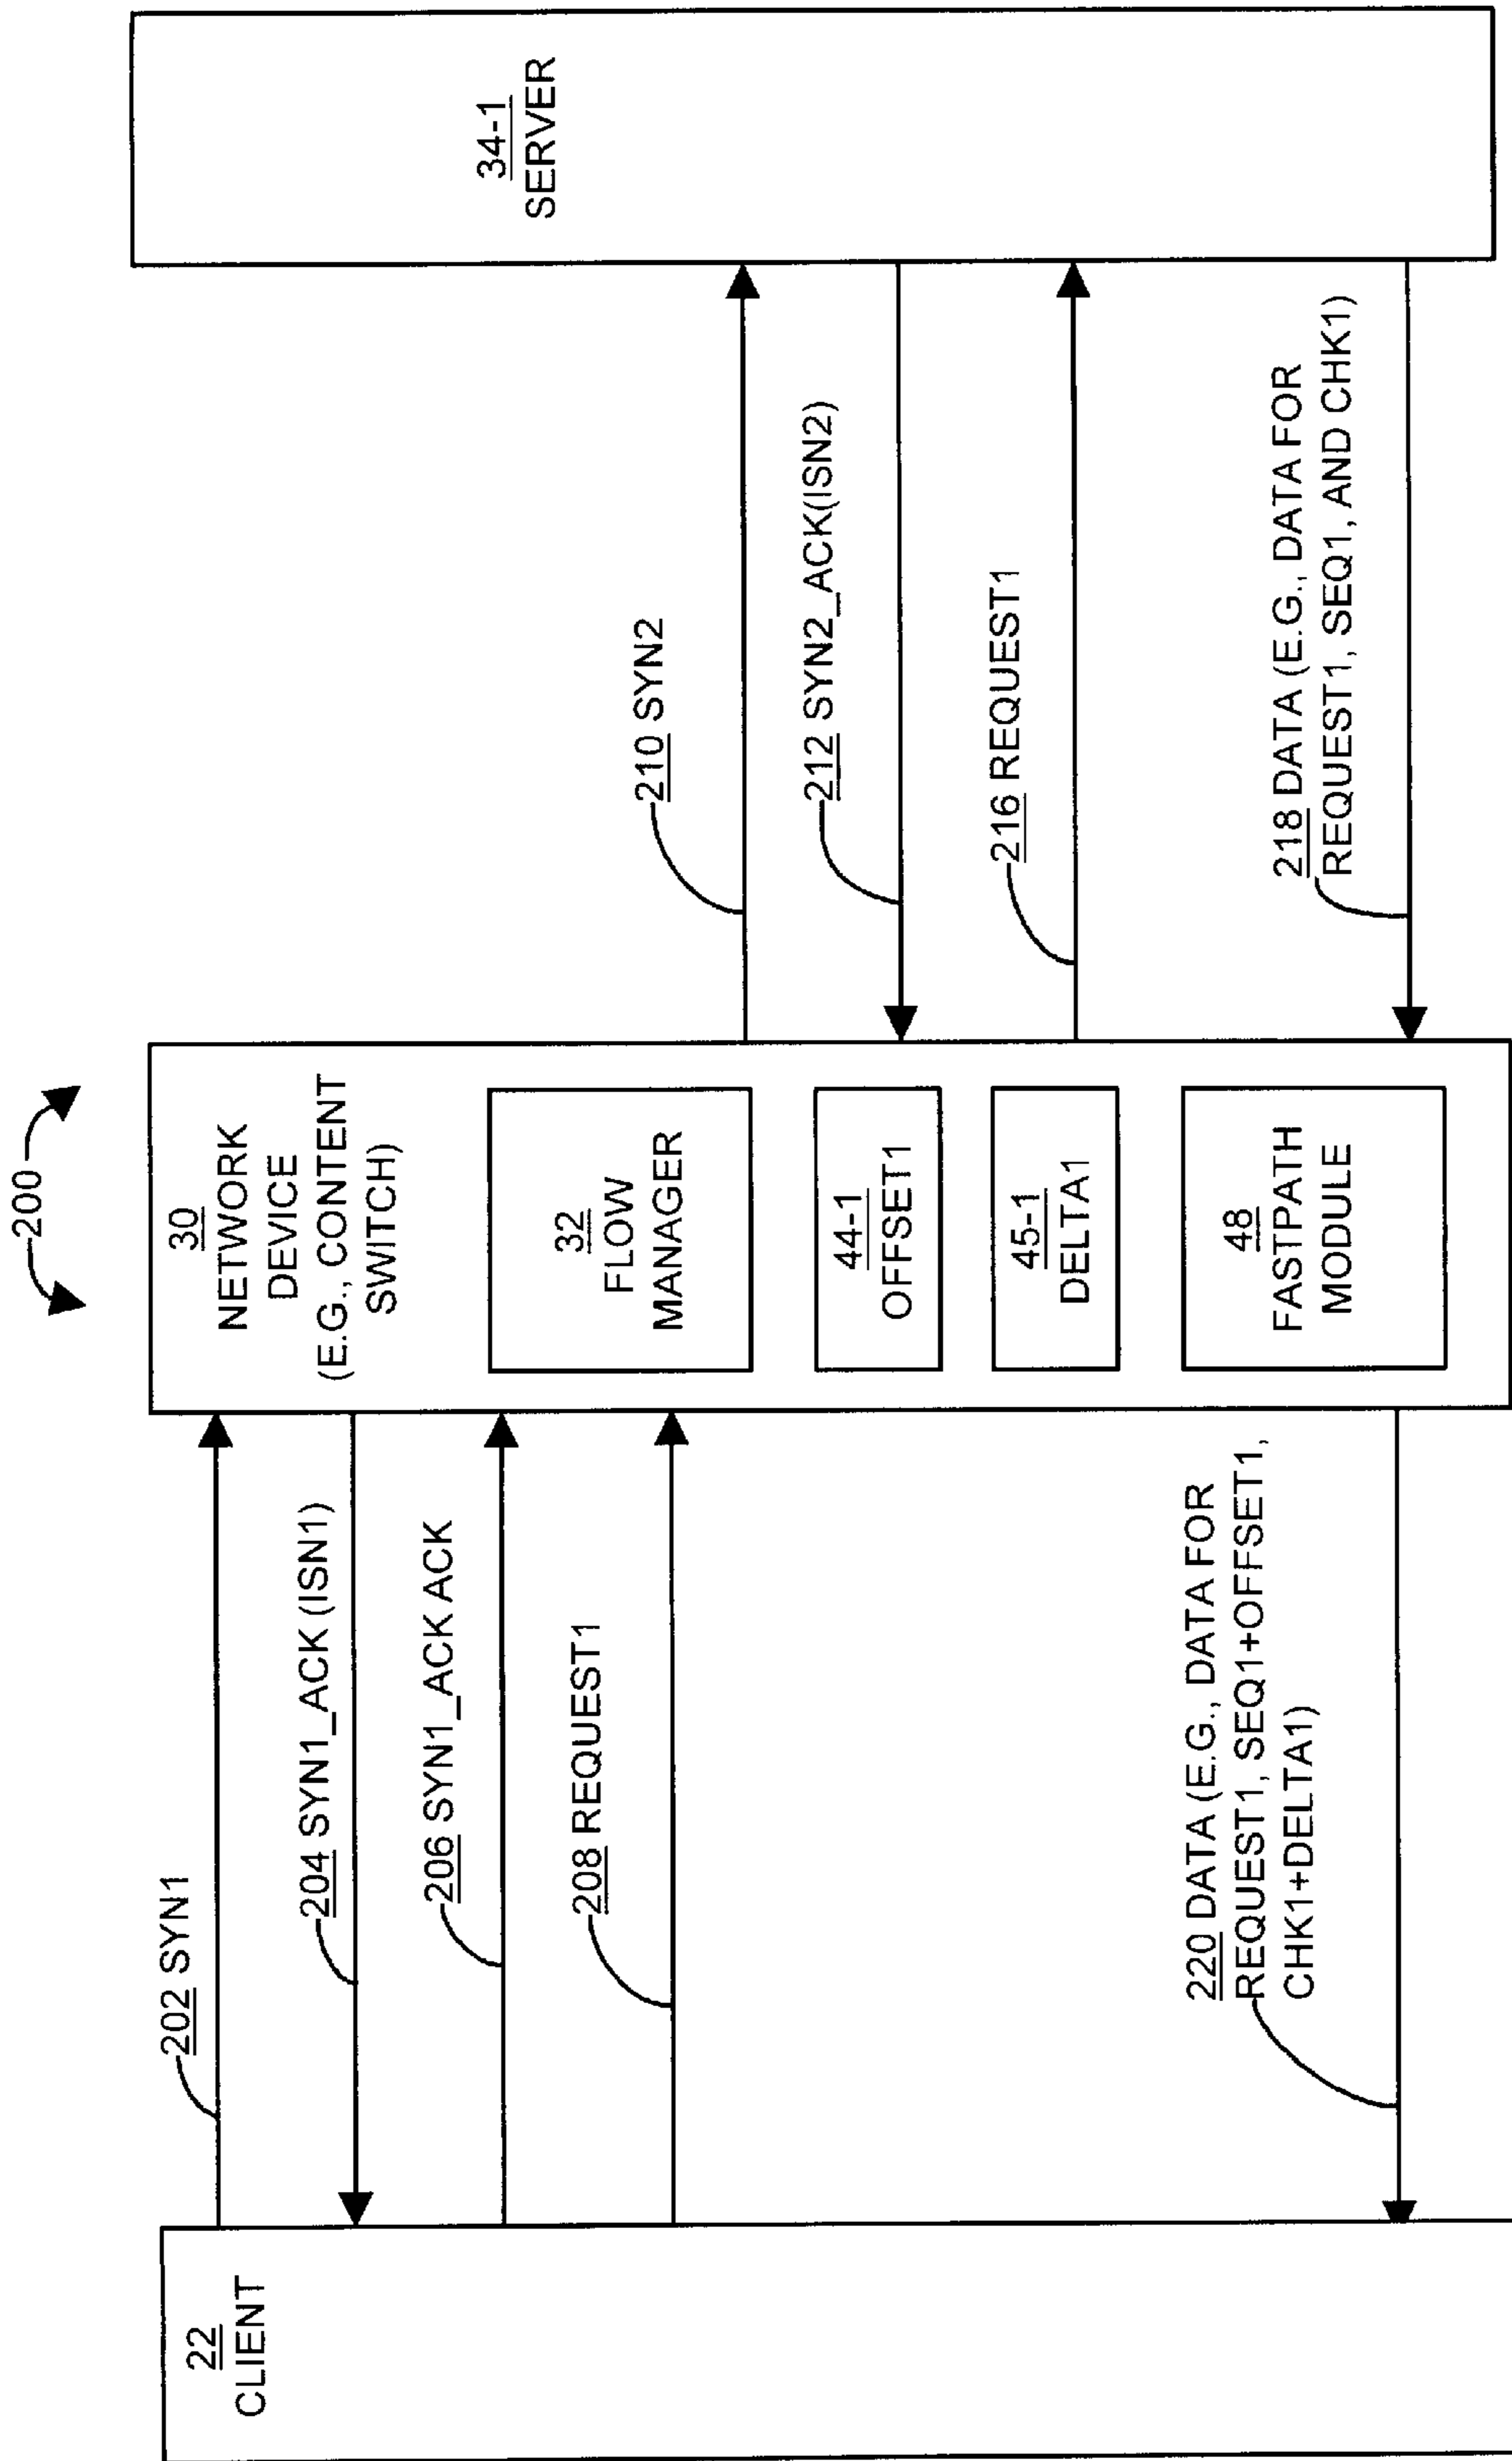 200
22
CLIENT
202 SYN1
204 SYN1_ACK (ISN1)
206 SYN1_ACK ACK
208 REQUEST1
220 DATA (E.G., DATA FOR
REQUEST1, SEQ1+OFFSET1,
CHK1+DELTA1)
30
NETWORK
DEVICE
(E.G., CONTENT
SWITCH)
32
FLOW
MANAGER
44-1
OFFSET1
45-1
DELTA1
48
FASTPATH
MODULE
210 SYN2
212 SYN2_ACK(ISN2)
216 REQUEST1
218 DATA (E.G., DATA FOR
REQUEST1, SEQ1, AND CHK1)
34-1
SERVER